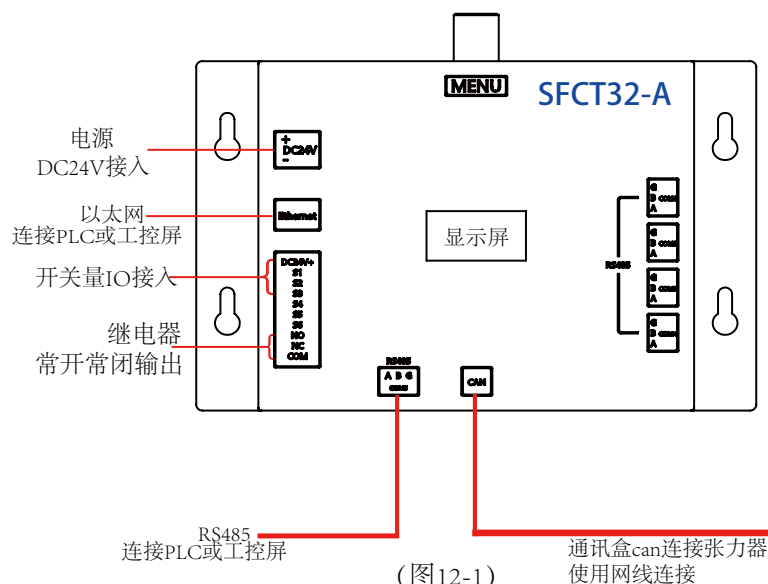 MENU
SFCT32-A
电源
DC24V接入
+
DC24V
-
以太网
连接PLC或工控屏
Ethernet
显示屏
开关量IO接入
DC24V+
S1
S2
S3
S4
S5
S6
NO
NC
COM
继电器
常开常闭输出
G
B
A
G
B
A
RS485
G
B
A
G
B
A
RS485
A B G
CAN
RS485
连接PLC或工控屏
通讯盒can连接张力器
使用网线连接
(图12-1)